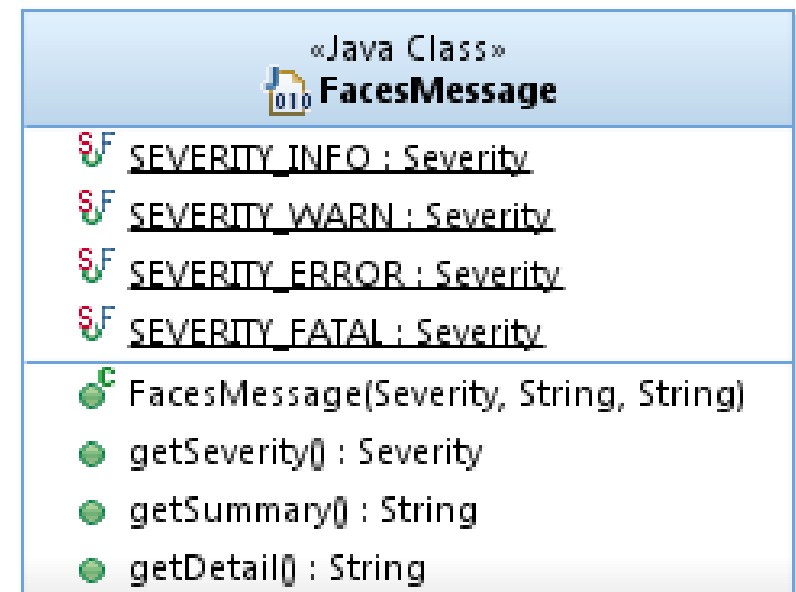 «Java Class»
FacesMessage
SEVERITY_INFO : Severity
SEVERITY_WARN : Severity
SEVERITY_ERROR : Severity
SEVERITY_FATAL : Severity
FacesMessage(Severity, String, String)
getSeverity() : Severity
getSummary() : String
getDetail() : String